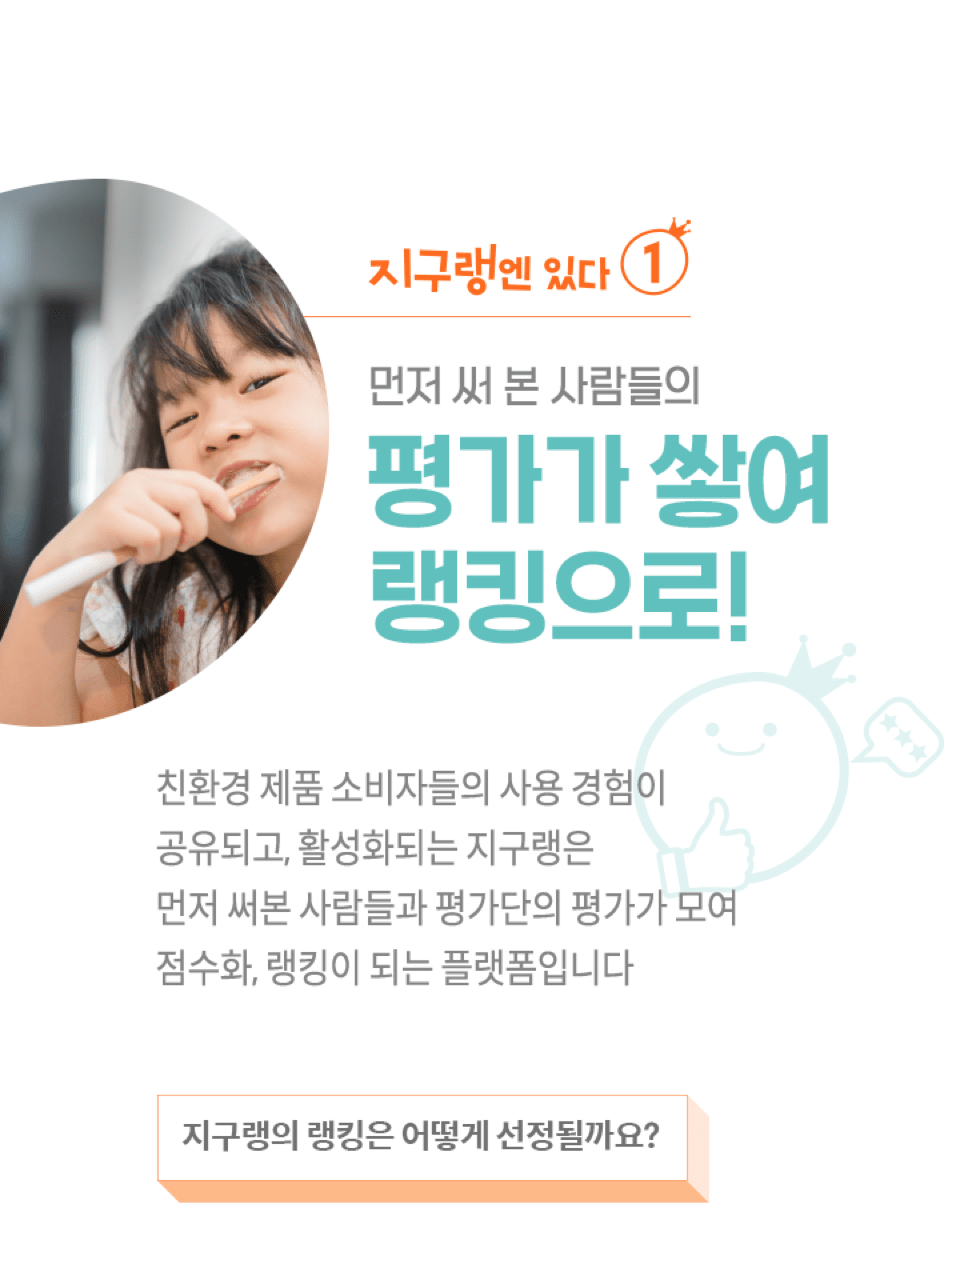 지구랭엔 있다 1
먼저 써 본 사람들의
평가가 쌓여
랭킹으로!
친환경 제품 소비자들의 사용 경험이
공유되고, 활성화되는 지구랭은
먼저 써본 사람들과 평가단의 평가가 모여
점수화, 랭킹이 되는 플랫폼입니다
지구랭의 랭킹은 어떻게 선정될까요?